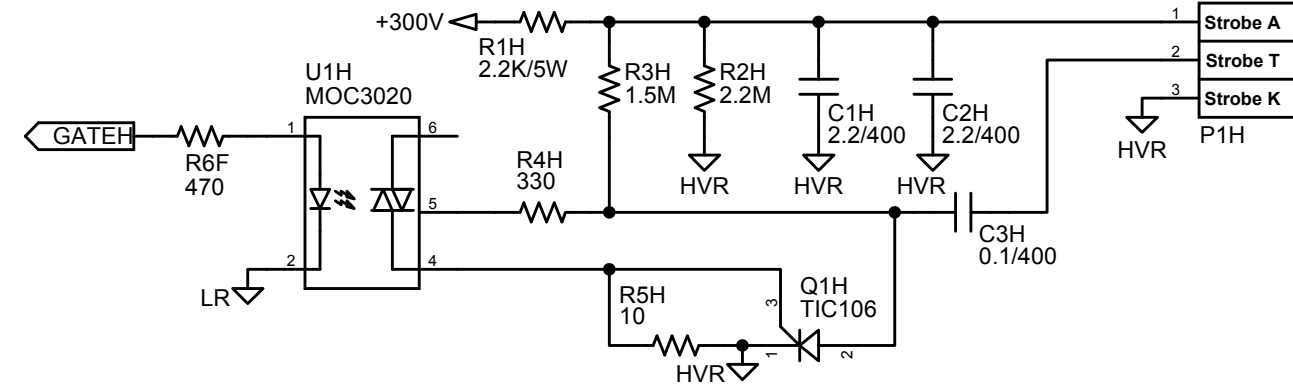 +300V
R1H
2.2K/5W
R3H
1.5M
R2H
2.2M
C1H
2.2/400
C2H
2.2/400
1
Strobe A
2
Strobe T
3
Strobe K
P1H
HVR
HVR
HVR
HVR
U1H
MOC3020
GATEH
R6F
470
1
6
R4H
330
5
2
4
LR
C3H
0.1/400
R5H
10
Q1H
TIC106
3
1
2
HVR